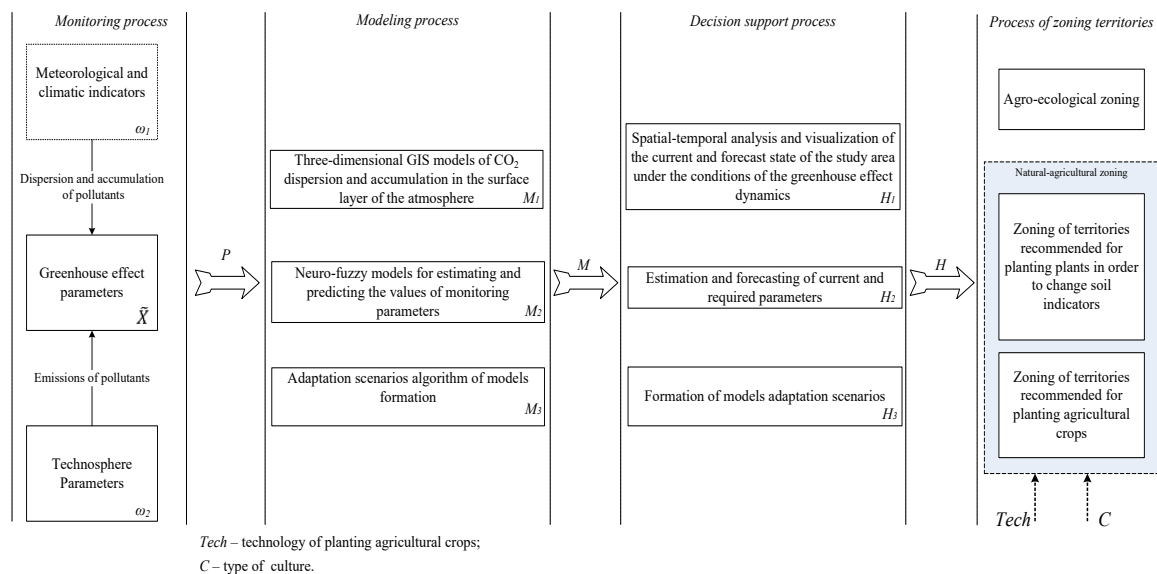 Monitoring process
Meteorological and
climatic indicators
ω1
Dispersion and accumulation
of pollutants
Greenhouse effect
parameters
X̃
Emissions of pollutants
Technosphere
Parameters
ω2
P
Modeling process
Three-dimensional GIS models of CO2
dispersion and accumulation in the surface
layer of the atmosphere
M1
Neuro-fuzzy models for estimating and
predicting the values of monitoring
parameters
M2
Adaptation scenarios algorithm of models
formation
M3
M
Decision support process
Spatial-temporal analysis and visualization of
the current and forecast state of the study area
under the conditions of the greenhouse effect
dynamics
H1
Estimation and forecasting of current and
required parameters
H2
Formation of models adaptation scenarios
H3
H
Process of zoning territories
Agro-ecological zoning
Natural-agricultural zoning
Zoning of territories
recommended for
planting plants in order
to change soil
indicators
Zoning of territories
recommended for
planting agricultural
crops
Tech
C
Tech – technology of planting agricultural crops;
C – type of culture.